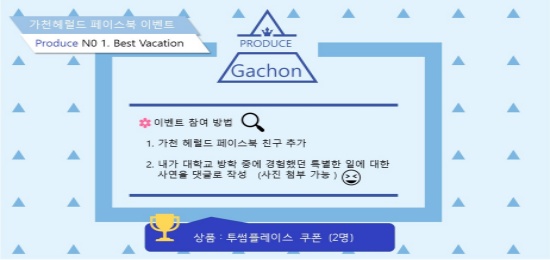 가천헤럴드 페이스북 이벤트
Produce N0 1. Best Vacation
PRODUCE
Gachon
이벤트 참여 방법
1. 가천 헤럴드 페이스북 친구 추가
2. 내가 대학교 방학 중에 경험했던 특별한 일에 대한
사연을 댓글로 작성 (사진 첨부 가능)
상품 : 투썸플레이스 쿠폰 (2명)